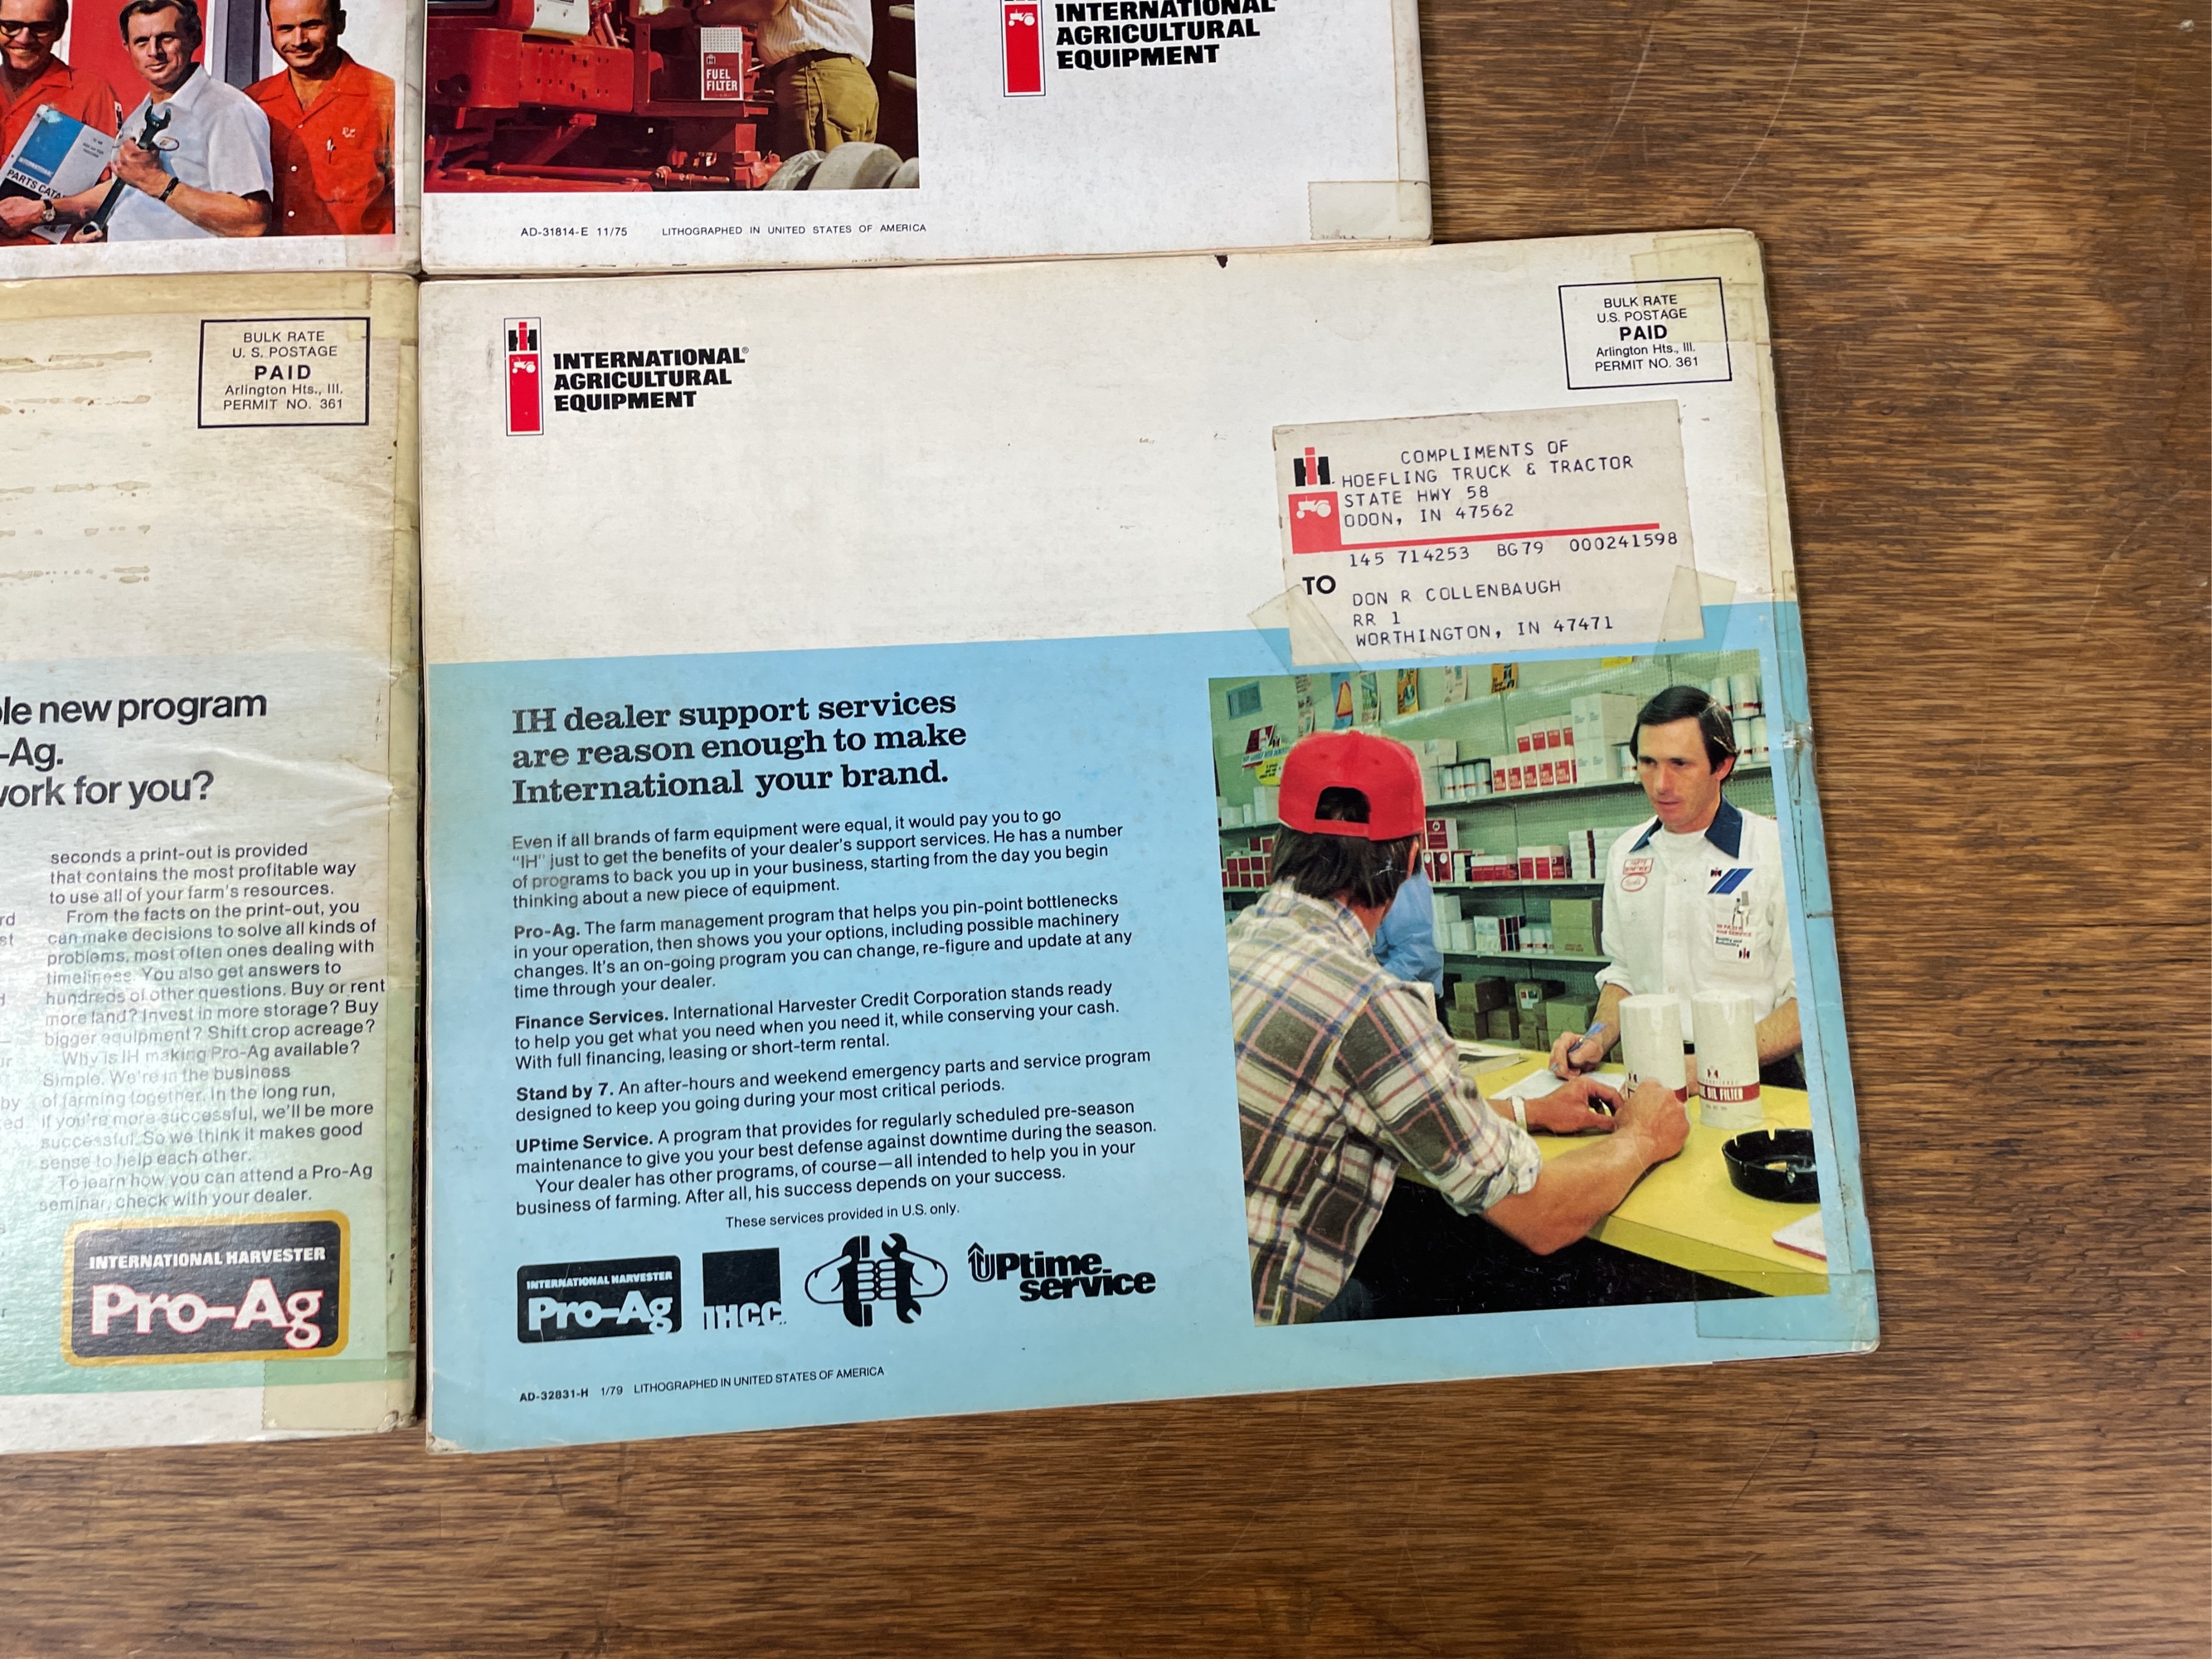 PARTS CATA
INTERNATIONAL
FUEL
FILTER
INTERNATIONAL
AGRICULTURAL
EQUIPMENT
AD-31814-E 11/75 LITHOGRAPHED IN UNITED STATES OF AMERICA
BULK RATE
U. S. POSTAGE
PAID
Arlington Hts., Ill.
PERMIT NO. 361
le new program
-Ag.
work for you?
seconds a print-out is provided
that contains the most profitable way
to use all of your farm's resources.
From the facts on the print-out, you
can make decisions to solve all kinds of
problems, most often ones dealing with
timeliness. You also get answers to
hundreds of other questions. Buy or rent
more land? Invest in more storage? Buy
bigger equipment? Shift crop acreage?
Why is IH making Pro-Ag available?
Simple. We're in the business
of farming together. In the long run,
if you're more successful, we'll be more
successful. So we think it makes good
sense to help each other.
To learn how you can attend a Pro-Ag
seminar, check with your dealer.
INTERNATIONAL HARVESTER
Pro-Ag
IH
INTERNATIONAL®
AGRICULTURAL
EQUIPMENT
BULK RATE
U.S. POSTAGE
PAID
Arlington Hts., Ill.
PERMIT NO. 361
IH
COMPLIMENTS OF
HOEFLING TRUCK & TRACTOR
STATE HWY 58
ODON, IN 47562
145 714253 BG79 000241598
TO
DON R COLLENBAUGH
RR 1
WORTHINGTON, IN 47471
IH dealer support services
are reason enough to make
International your brand.
Even if all brands of farm equipment were equal, it would pay you to go
"IH" just to get the benefits of your dealer's support services. He has a number
of programs to back you up in your business, starting from the day you begin
thinking about a new piece of equipment.
Pro-Ag. The farm management program that helps you pin-point bottlenecks
in your operation, then shows you your options, including possible machinery
changes. It's an on-going program you can change, re-figure and update at any
time through your dealer.
Finance Services. International Harvester Credit Corporation stands ready
to help you get what you need when you need it, while conserving your cash.
With full financing, leasing or short-term rental.
Stand by 7. An after-hours and weekend emergency parts and service program
designed to keep you going during your most critical periods.
UPtime Service. A program that provides for regularly scheduled pre-season
maintenance to give you your best defense against downtime during the season.
Your dealer has other programs, of course—all intended to help you in your
business of farming. After all, his success depends on your success.
These services provided in U.S. only.
INTERNATIONAL HARVESTER
Pro-Ag
IHCC
UPtime
service
OIL FILTER
AD-32831-H 1/79 LITHOGRAPHED IN UNITED STATES OF AMERICA